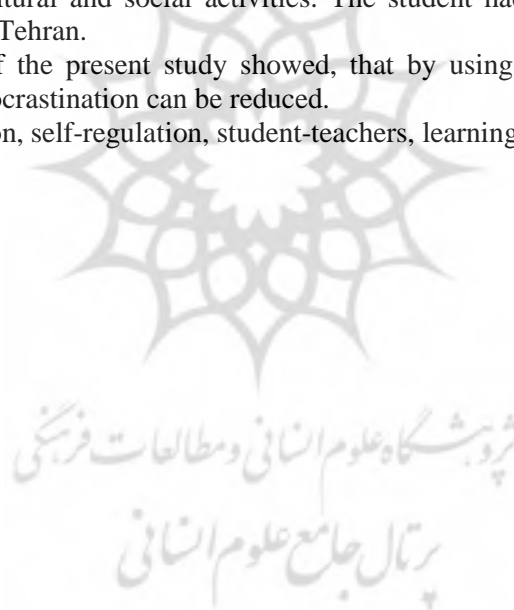 tural and social activities. The student had
Tehran.
f the present study showed, that by using
ocrastination can be reduced.
on, self-regulation, student-teachers, learning
پژوهشگاه علوم انسانی و مطالعات فرهنگی
پرتال جامع علوم انسانی